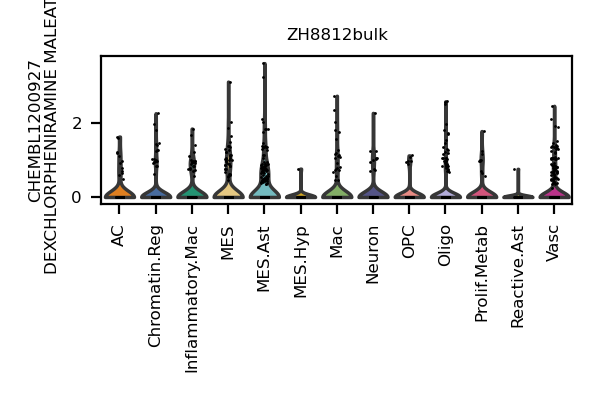 ZH8812bulk
CHEMBL1200927
DEXCHLORPHENIRAMINE MALEAT
2
0
AC
Chromatin.Reg
Inflammatory.Mac
MES
MES.Ast
MES.Hyp
Mac
Neuron
OPC
Oligo
Prolif.Metab
Reactive.Ast
Vasc